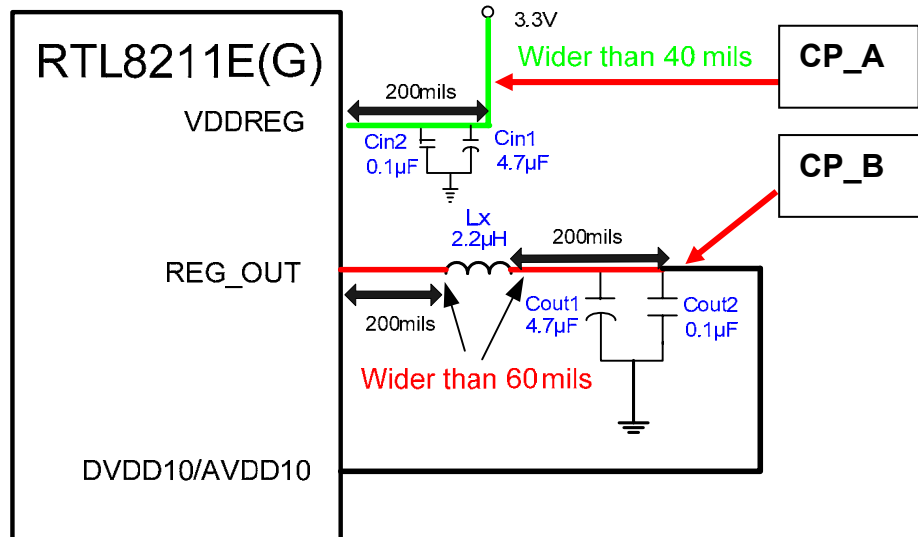 3.3V
RTL8211E(G)
Wider than 40 mils
CP_A
200mils
VDDREG
Cin2
0.1µF
Cin1
4.7µF
CP_B
Lx
2.2µH
200mils
REG_OUT
200mils
Cout1
4.7µF
Cout2
0.1µF
Wider than 60 mils
DVDD10/AVDD10